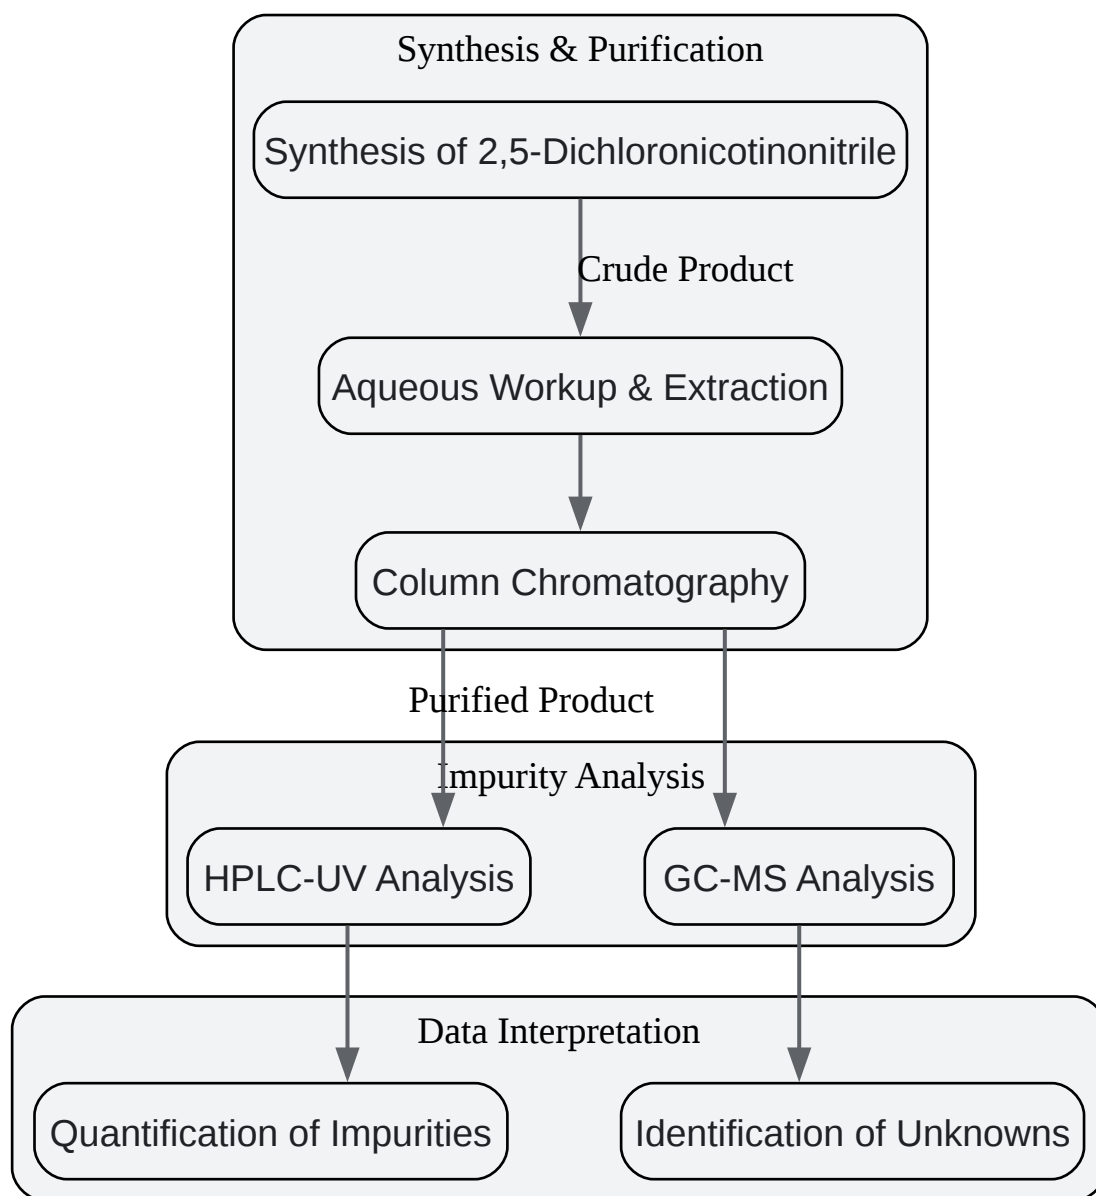 Synthesis & Purification
Synthesis of 2,5-Dichloronicotinonitrile
Crude Product
Aqueous Workup & Extraction
Column Chromatography
Purified Product
Impurity Analysis
HPLC-UV Analysis
GC-MS Analysis
Data Interpretation
Quantification of Impurities
Identification of Unknowns